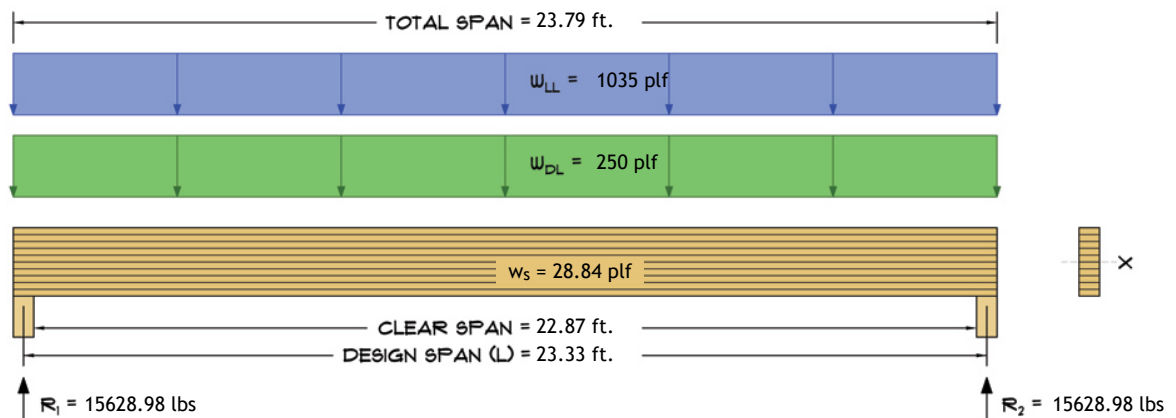 TOTAL SPAN = 23.79 ft.
wLL = 1035 plf
wDL = 250 plf
ws = 28.84 plf
X
CLEAR SPAN = 22.87 ft.
DESIGN SPAN (L) = 23.33 ft.
R1 = 15628.98 lbs
R2 = 15628.98 lbs